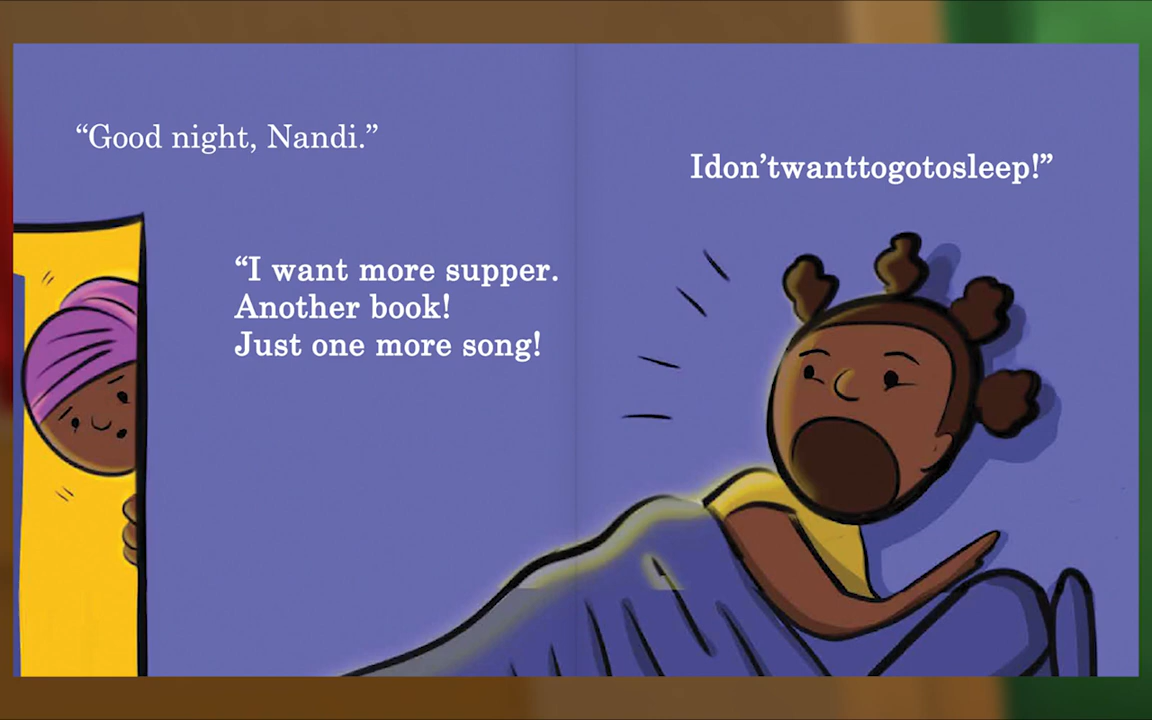 “Good night, Nandi.”
“I want more supper.
Another book!
Just one more song!
Idon’twanttogotosleep!”